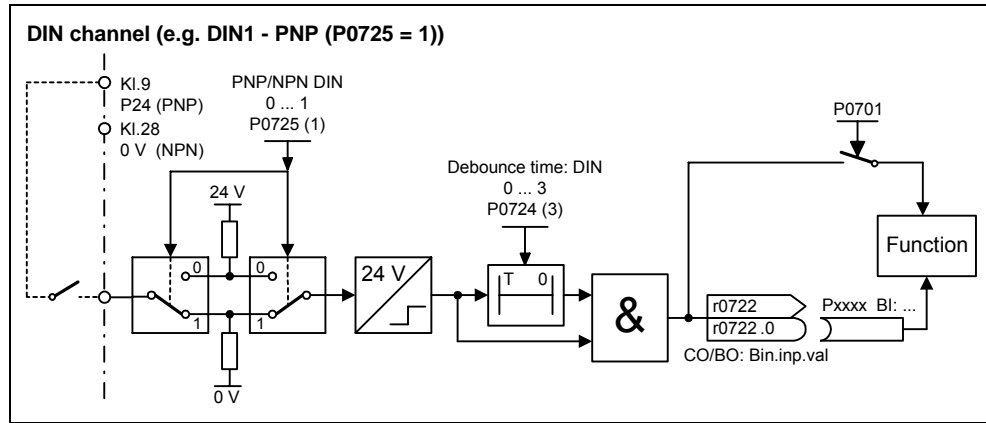 DIN channel (e.g. DIN1 - PNP (P0725 = 1))
Kl.9
P24 (PNP)
Kl.28
0 V (NPN)
PNP/NPN DIN
0 ... 1
P0725 (1)
24 V
0
1
0
1
0 V
24 V
Debounce time: DIN
0 ... 3
P0724 (3)
T 0
&
P0701
Function
r0722
r0722 .0
CO/BO: Bin.inp.val
Pxxxx BI: ...